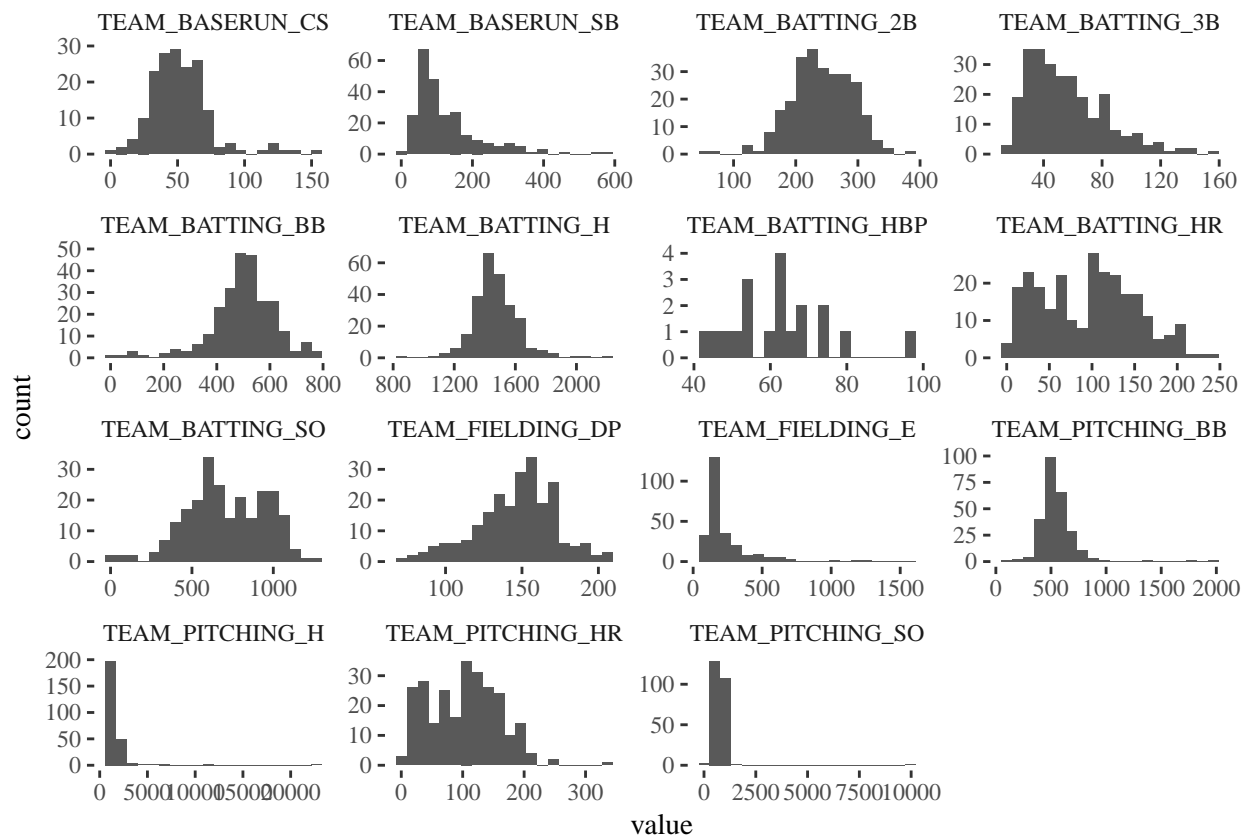 TEAM_BASERUN_CS TEAM_BASERUN_SB TEAM_BATTING_2B TEAM_BATTING_3B
30
20
10
0
0 50 100 150
60
40
20
0
0 200 400 600
30
20
10
0
100 200 300 400
30
20
10
0
40 80 120 160
TEAM_BATTING_BB TEAM_BATTING_H TEAM_BATTING_HBP TEAM_BATTING_HR
50
40
30
20
10
0
0 200 400 600 800
60
40
20
0
800 1200 1600 2000
4
3
2
1
0
40 60 80 100
20
10
0
0 50 100 150 200 250
count
TEAM_BATTING_SO TEAM_FIELDING_DP TEAM_FIELDING_E TEAM_PITCHING_BB
30
20
10
0
0 500 1000
30
20
10
0
100 150 200
100
50
0
0 500 1000 1500
100
75
50
25
0
0 500 1000 1500 2000
TEAM_PITCHING_H TEAM_PITCHING_HR TEAM_PITCHING_SO
200
150
100
50
0
0 5000 10000 15000 20000
30
20
10
0
0 100 200 300
100
50
0
0 2500 5000 7500 10000
value